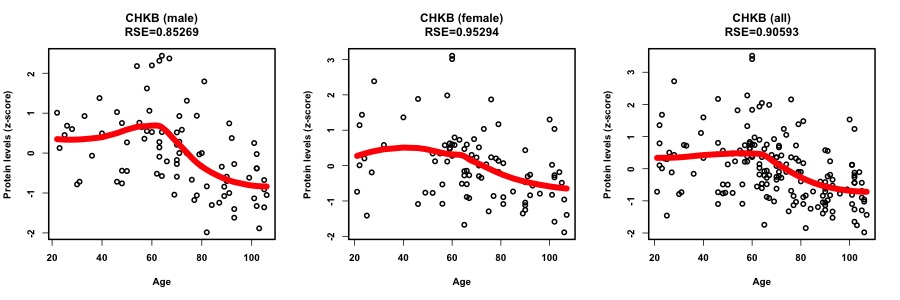 CHKB (male)
RSE=0.85269
Protein levels (z-score)
2
1
0
-1
-2
20 40 60 80 100
Age
CHKB (female)
RSE=0.95294
Protein levels (z-score)
3
2
1
0
-1
-2
20 40 60 80 100
Age
CHKB (all)
RSE=0.90593
Protein levels (z-score)
3
2
1
0
-1
-2
20 40 60 80 100
Age